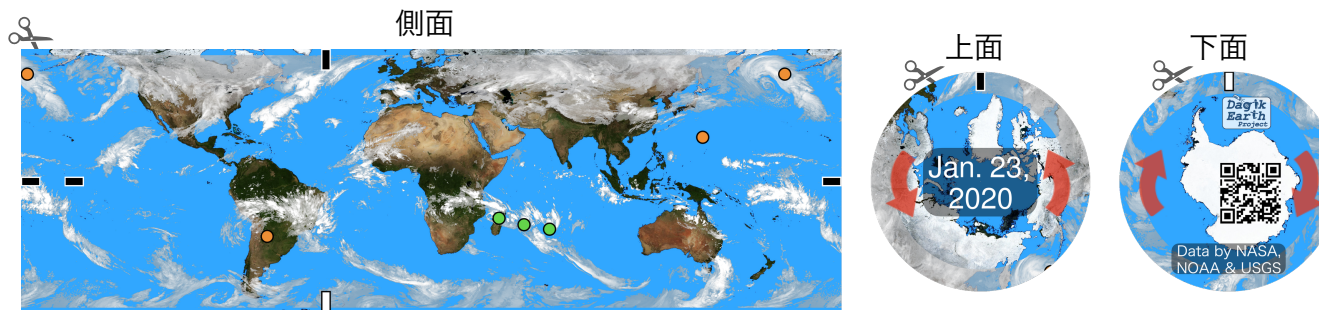 側面
上面
下面
Jan. 23,
2020
Dagik
Earth
Project
Data by NASA,
NOAA & USGS